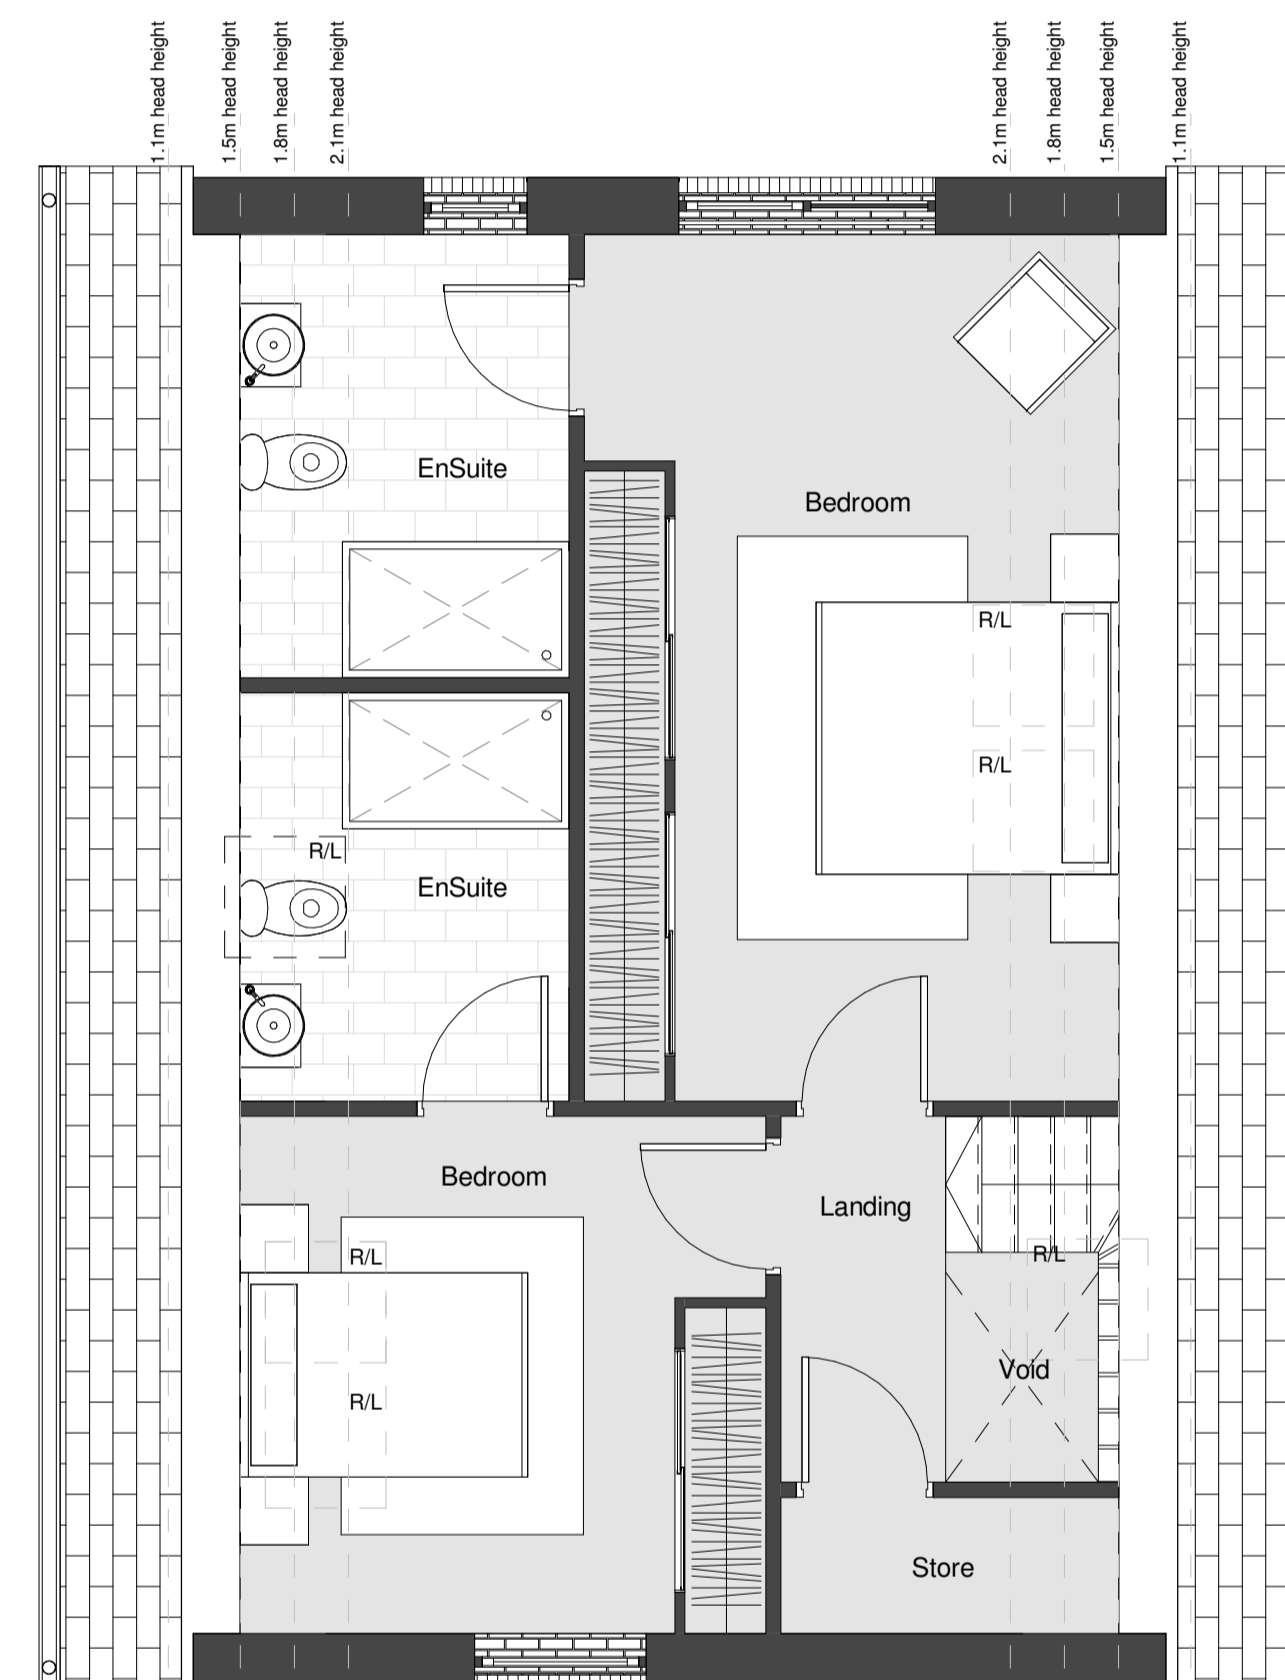 1.1m head height
1.5m head height
1.8m head height
2.1m head height
2.1m head height
1.8m head height
1.5m head height
1.1m head height
EnSuite
Bedroom
R/L
R/L
R/L
EnSuite
Bedroom
Landing
R/L
R/L
Void
R/L
Store